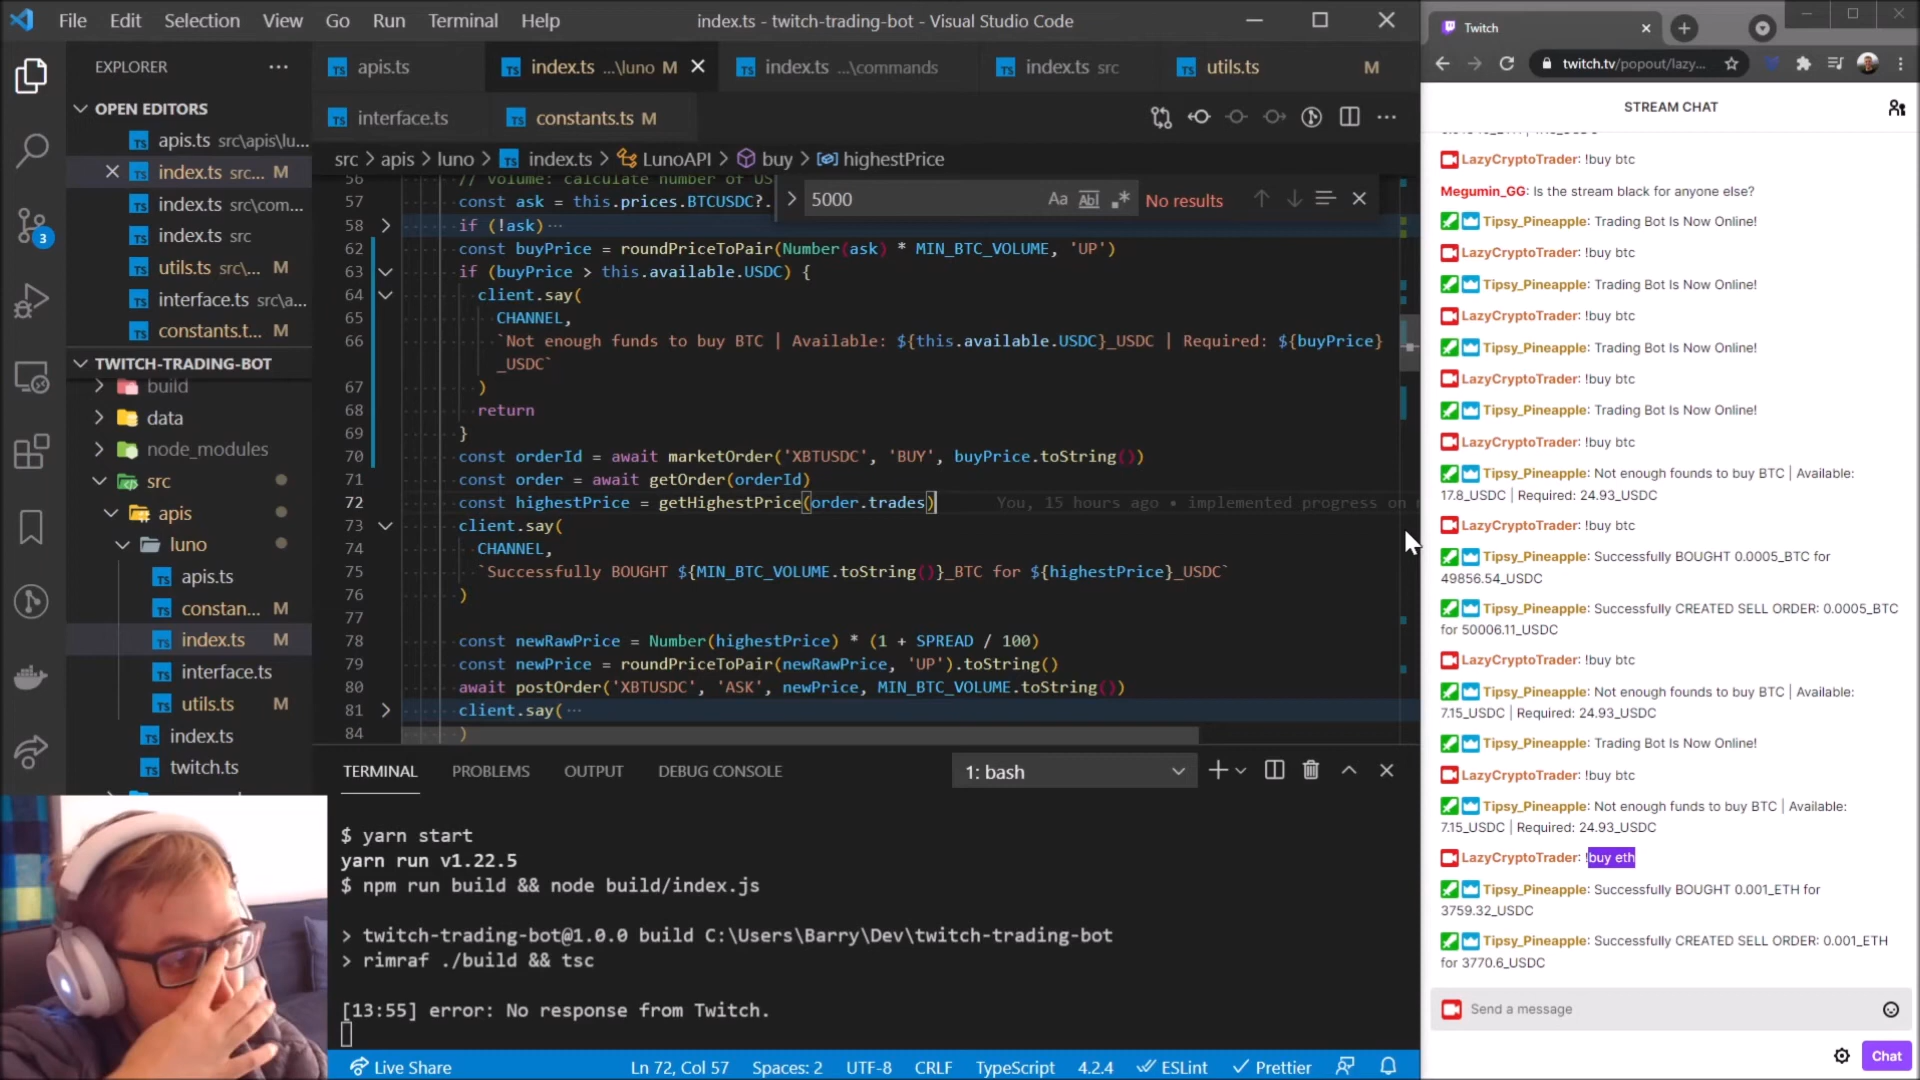 File Edit Selection View Go Run Terminal Help
index.ts - twitch-trading-bot - Visual Studio Code
EXPLORER
OPEN EDITORS
apis.ts src\apis\lu...
index.ts src... M
index.ts src\com...
index.ts src
utils.ts src\... M
interface.ts src\a...
constants.t... M
TWITCH-TRADING-BOT
build
data
node_modules
src
apis
luno
apis.ts
constan... M
index.ts M
interface.ts
utils.ts M
index.ts
twitch.ts
3
apis.ts
index.ts ...\luno M
index.ts ...\commands
index.ts src
utils.ts M
interface.ts
constants.ts M
src > apis > luno > index.ts > LunoAPI > buy > highestPrice
5000
Aa Ab| .* No results
56 // volume: calculate number of US
57 const ask = this.prices.BTCUSDC?.
58 if (!ask) ...
62 const buyPrice = roundPriceToPair(Number(ask) * MIN_BTC_VOLUME, 'UP')
63 if (buyPrice > this.available.USDC) {
64 client.say(
65 CHANNEL,
66 `Not enough funds to buy BTC | Available: ${this.available.USDC}_USDC | Required: ${buyPrice}
_USDC`
67 )
68 return
69 }
70 const orderId = await marketOrder('XBTUSDC', 'BUY', buyPrice.toString())
71 const order = await getOrder(orderId)
72 const highestPrice = getHighestPrice(order.trades) You, 15 hours ago • implemented progress on
73 client.say(
74 CHANNEL,
75 `Successfully BOUGHT ${MIN_BTC_VOLUME.toString()}_BTC for ${highestPrice}_USDC`
76 )
77
78 const newRawPrice = Number(highestPrice) * (1 + SPREAD / 100)
79 const newPrice = roundPriceToPair(newRawPrice, 'UP').toString()
80 await postOrder('XBTUSDC', 'ASK', newPrice, MIN_BTC_VOLUME.toString())
81 client.say( ...
84 )
TERMINAL PROBLEMS OUTPUT DEBUG CONSOLE
1: bash
$ yarn start
yarn run v1.22.5
$ npm run build && node build/index.js
> twitch-trading-bot@1.0.0 build C:\Users\Barry\Dev\twitch-trading-bot
> rimraf ./build && tsc
[13:55] error: No response from Twitch.
Live Share
Ln 72, Col 57 Spaces: 2 UTF-8 CRLF TypeScript 4.2.4 ESLint Prettier
Twitch
twitch.tv/popout/lazy...
STREAM CHAT
LazyCryptoTrader: !buy btc
Megumin_GG: Is the stream black for anyone else?
Tipsy_Pineapple: Trading Bot Is Now Online!
LazyCryptoTrader: !buy btc
Tipsy_Pineapple: Trading Bot Is Now Online!
LazyCryptoTrader: !buy btc
Tipsy_Pineapple: Trading Bot Is Now Online!
LazyCryptoTrader: !buy btc
Tipsy_Pineapple: Trading Bot Is Now Online!
LazyCryptoTrader: !buy btc
Tipsy_Pineapple: Not enough founds to buy BTC | Available:
17.8_USDC | Required: 24.93_USDC
LazyCryptoTrader: !buy btc
Tipsy_Pineapple: Successfully BOUGHT 0.0005_BTC for
49856.54_USDC
Tipsy_Pineapple: Successfully CREATED SELL ORDER: 0.0005_BTC
for 50006.11_USDC
LazyCryptoTrader: !buy btc
Tipsy_Pineapple: Not enough founds to buy BTC | Available:
7.15_USDC | Required: 24.93_USDC
Tipsy_Pineapple: Trading Bot Is Now Online!
LazyCryptoTrader: !buy btc
Tipsy_Pineapple: Not enough founds to buy BTC | Available:
7.15_USDC | Required: 24.93_USDC
LazyCryptoTrader: !buy eth
Tipsy_Pineapple: Successfully BOUGHT 0.001_ETH for
3759.32_USDC
Tipsy_Pineapple: Successfully CREATED SELL ORDER: 0.001_ETH
for 3770.6_USDC
Send a message
Chat